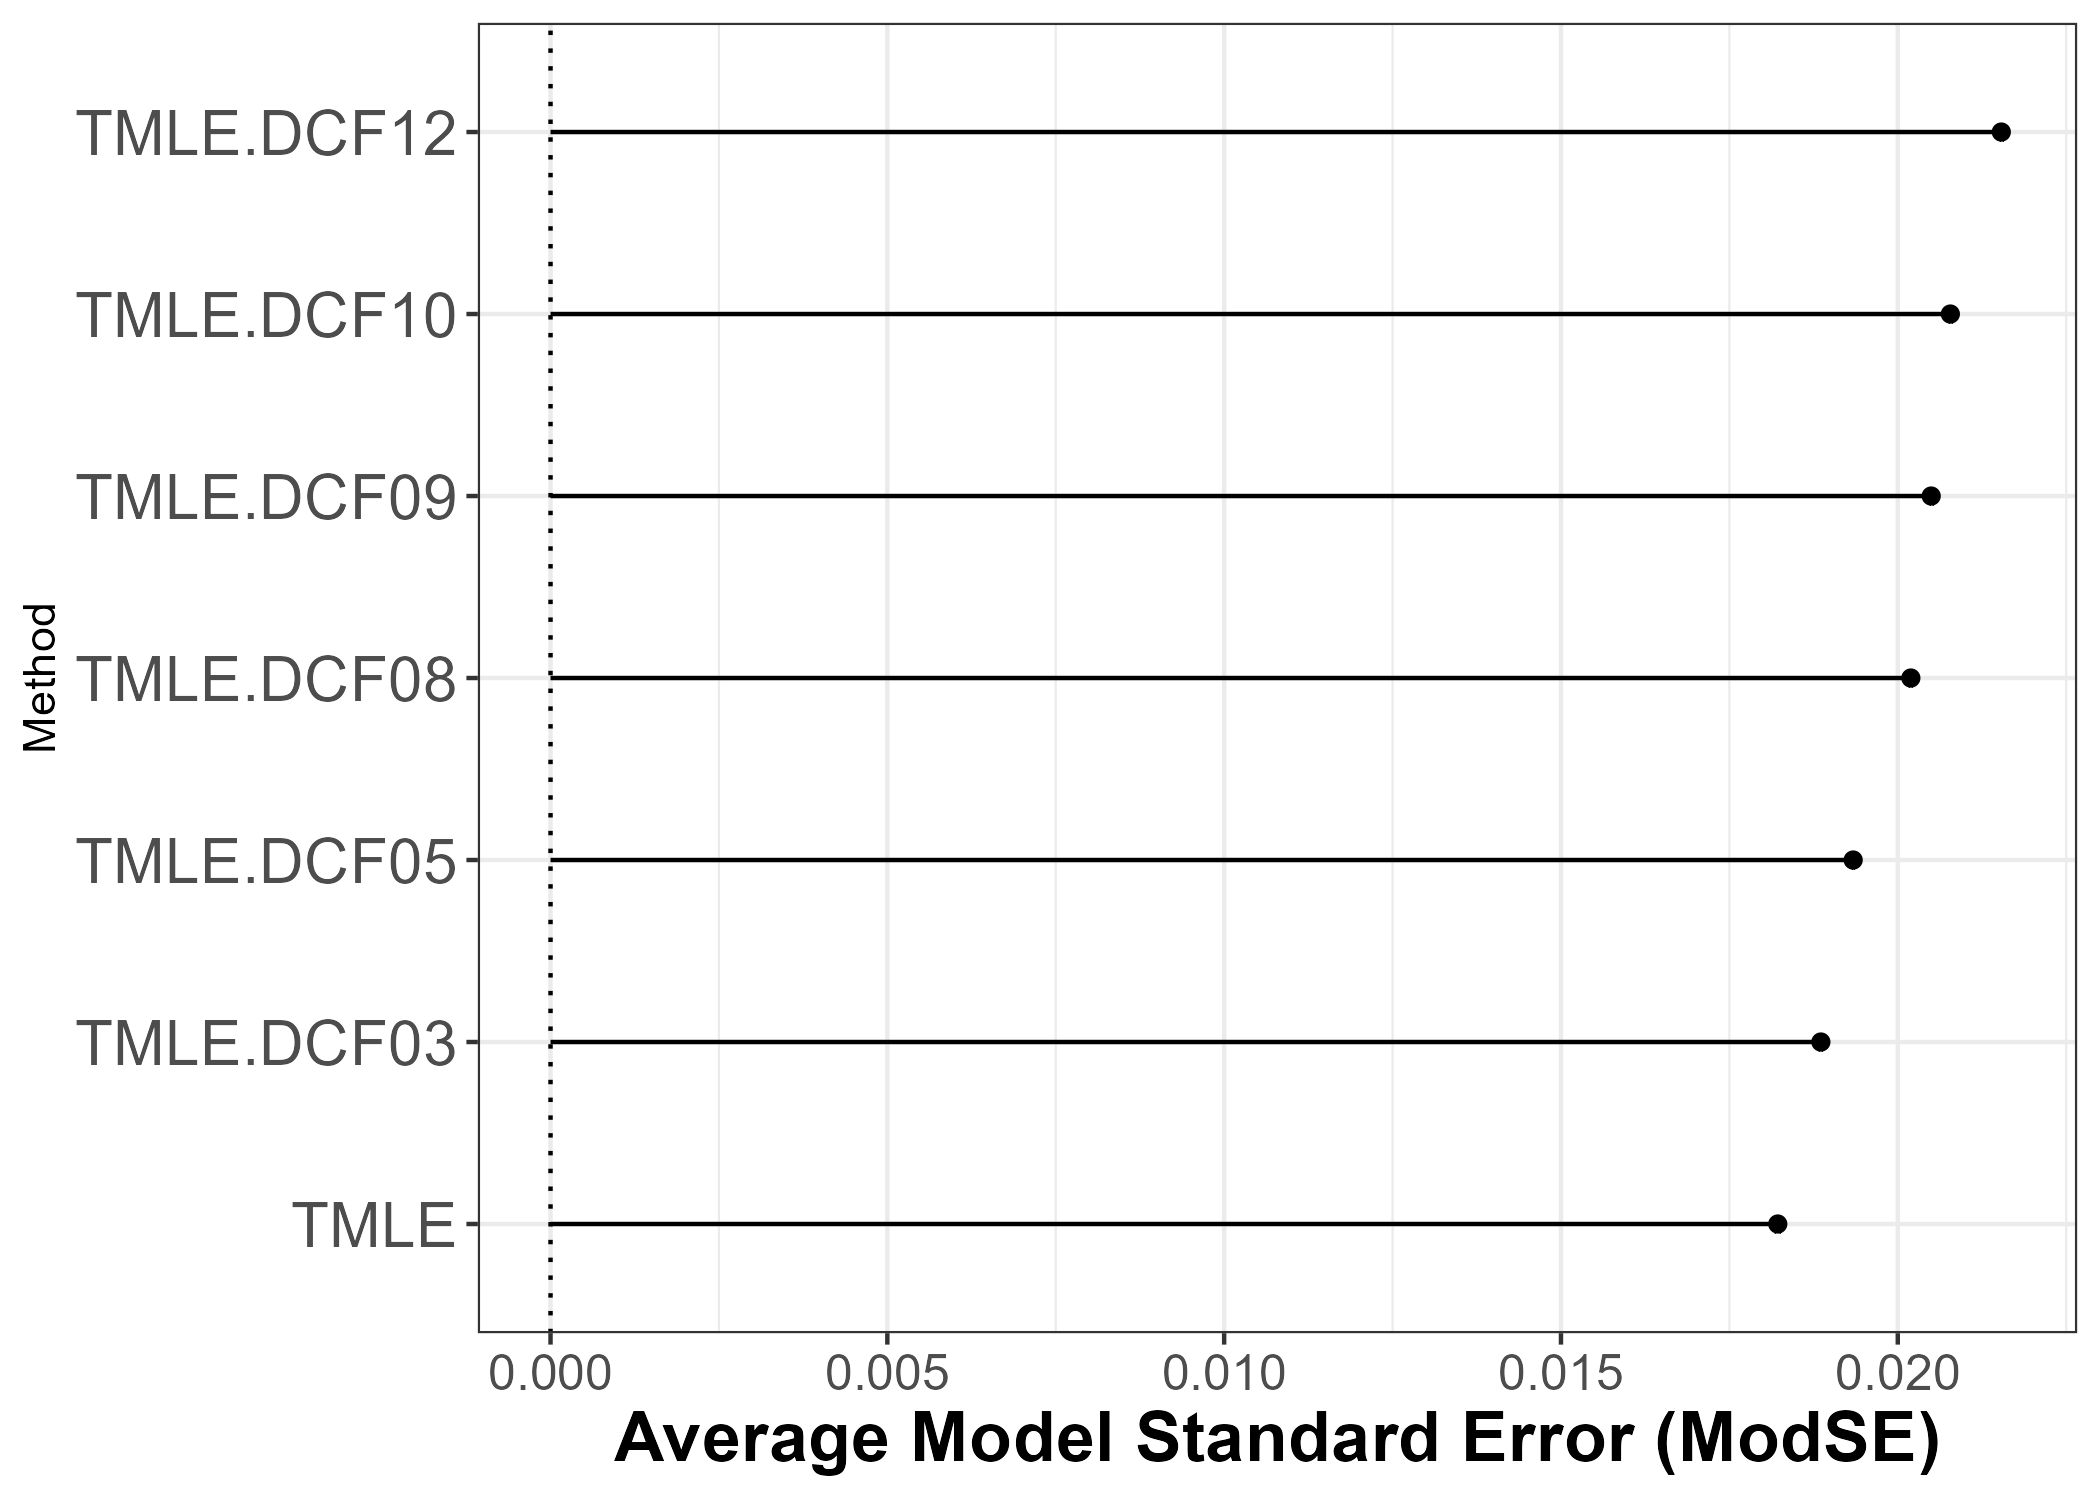 TMLE.DCF12
TMLE.DCF10
TMLE.DCF09
TMLE.DCF08
TMLE.DCF05
TMLE.DCF03
TMLE
Method
0.000 0.005 0.010 0.015 0.020
Average Model Standard Error (ModSE)